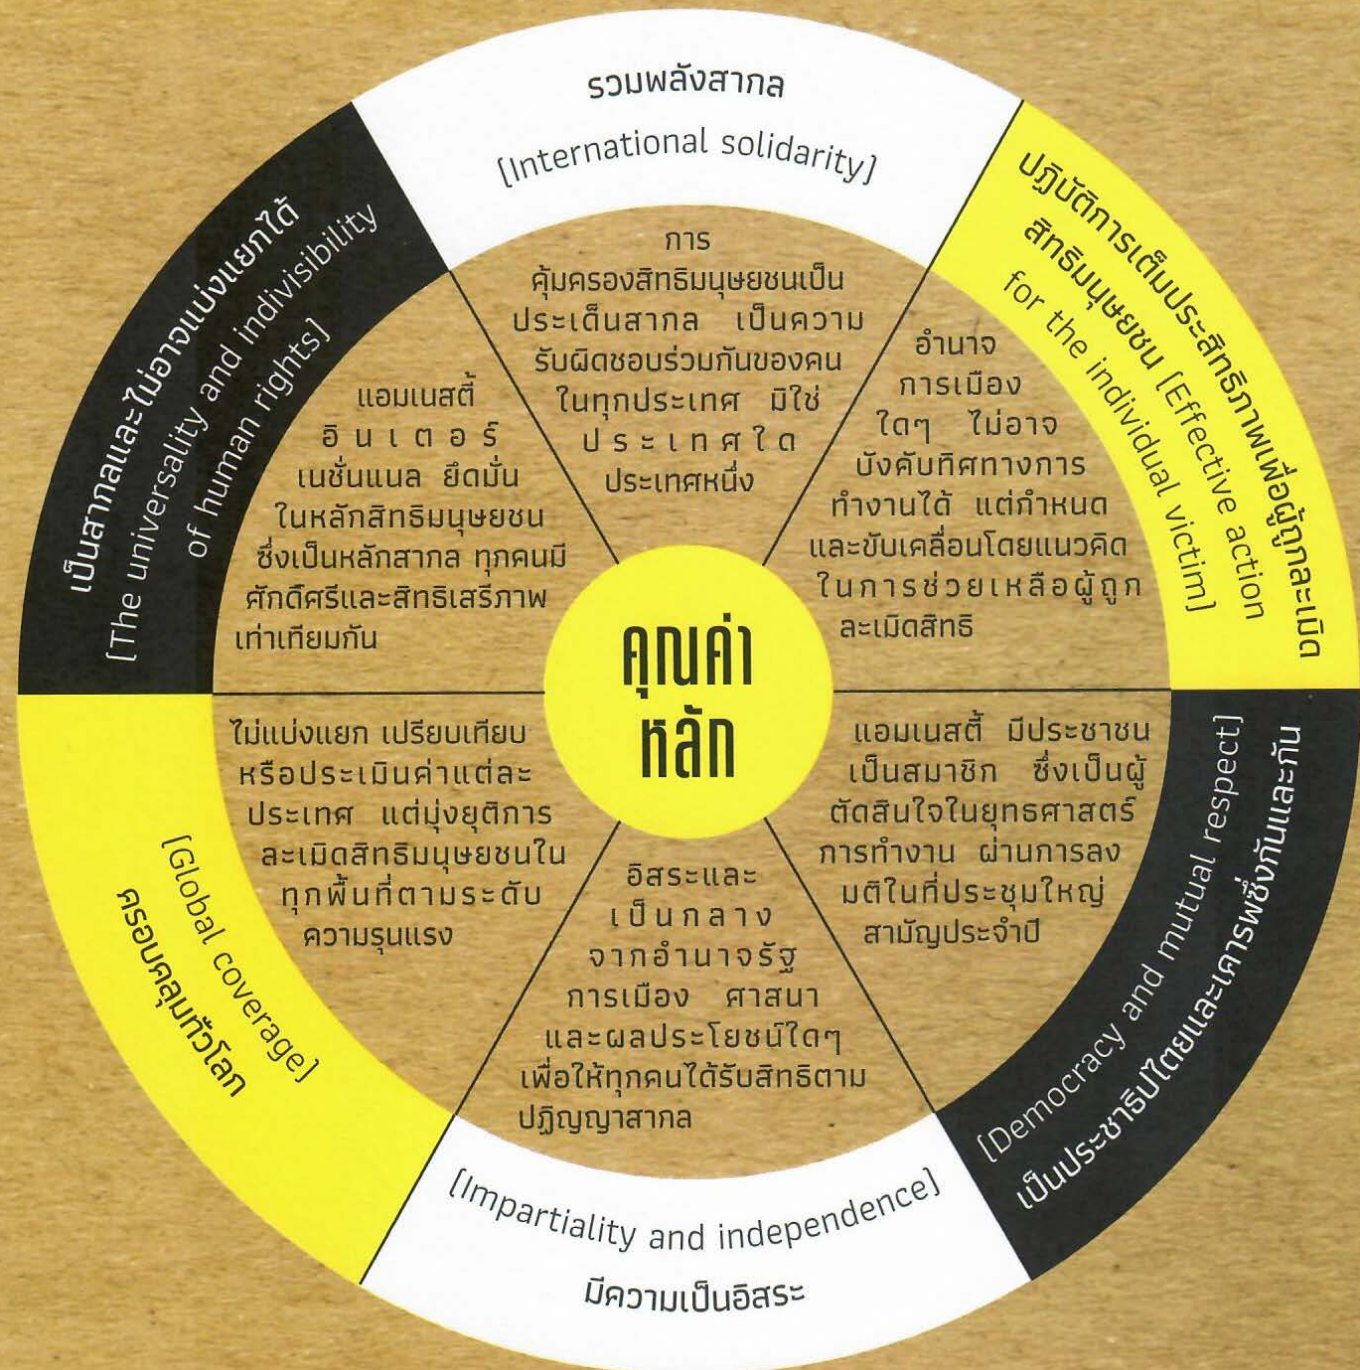 รวมพลังสากล
[International solidarity]
การ
คุ้มครองสิทธิมนุษยชนเป็น
ประเด็นสากล เป็นความ
รับผิดชอบร่วมกันของคน
ในทุกประเทศ มิใช่
ประเทศใด
ประเทศหนึ่ง
ปฏิบัติการเต็มประสิทธิภาพเพื่อผู้ถูกละเมิด
สิทธิมนุษยชน [Effective action
for the individual victim]
อำนาจ
การเมือง
ใดๆ ไม่อาจ
บังคับทิศทางการ
ทำงานได้ แต่กำหนด
และขับเคลื่อนโดยแนวคิด
ในการช่วยเหลือผู้ถูก
ละเมิดสิทธิ
[Democracy and mutual respect]
เป็นประชาธิปไตยและเคารพซึ่งกันและกัน
แอมเนสตี้ มีประชาชน
เป็นสมาชิก ซึ่งเป็นผู้
ตัดสินใจในยุทธศาสตร์
การทำงาน ผ่านการลง
มติในที่ประชุมใหญ่
สามัญประจำปี
อิสระและ
เป็นกลาง
จากอำนาจรัฐ
การเมือง ศาสนา
และผลประโยชน์ใดๆ
เพื่อให้ทุกคนได้รับสิทธิตาม
ปฏิญญาสากล
[Impartiality and independence]
มีความเป็นอิสระ
ไม่แบ่งแยก เปรียบเทียบ
หรือประเมินค่าแต่ละ
ประเทศ แต่มุ่งยุติการ
ละเมิดสิทธิมนุษยชนใน
ทุกพื้นที่ตามระดับ
ความรุนแรง
[Global coverage]
ครอบคลุมทั่วโลก
เป็นสากลและไม่อาจแบ่งแยกได้
[The universality and indivisibility
of human rights]
แอมเนสตี้
อินเตอร์
เนชั่นแนล ยึดมั่น
ในหลักสิทธิมนุษยชน
ซึ่งเป็นหลักสากล ทุกคนมี
ศักดิ์ศรีและสิทธิเสรีภาพ
เท่าเทียมกัน
คุณค่า
หลัก